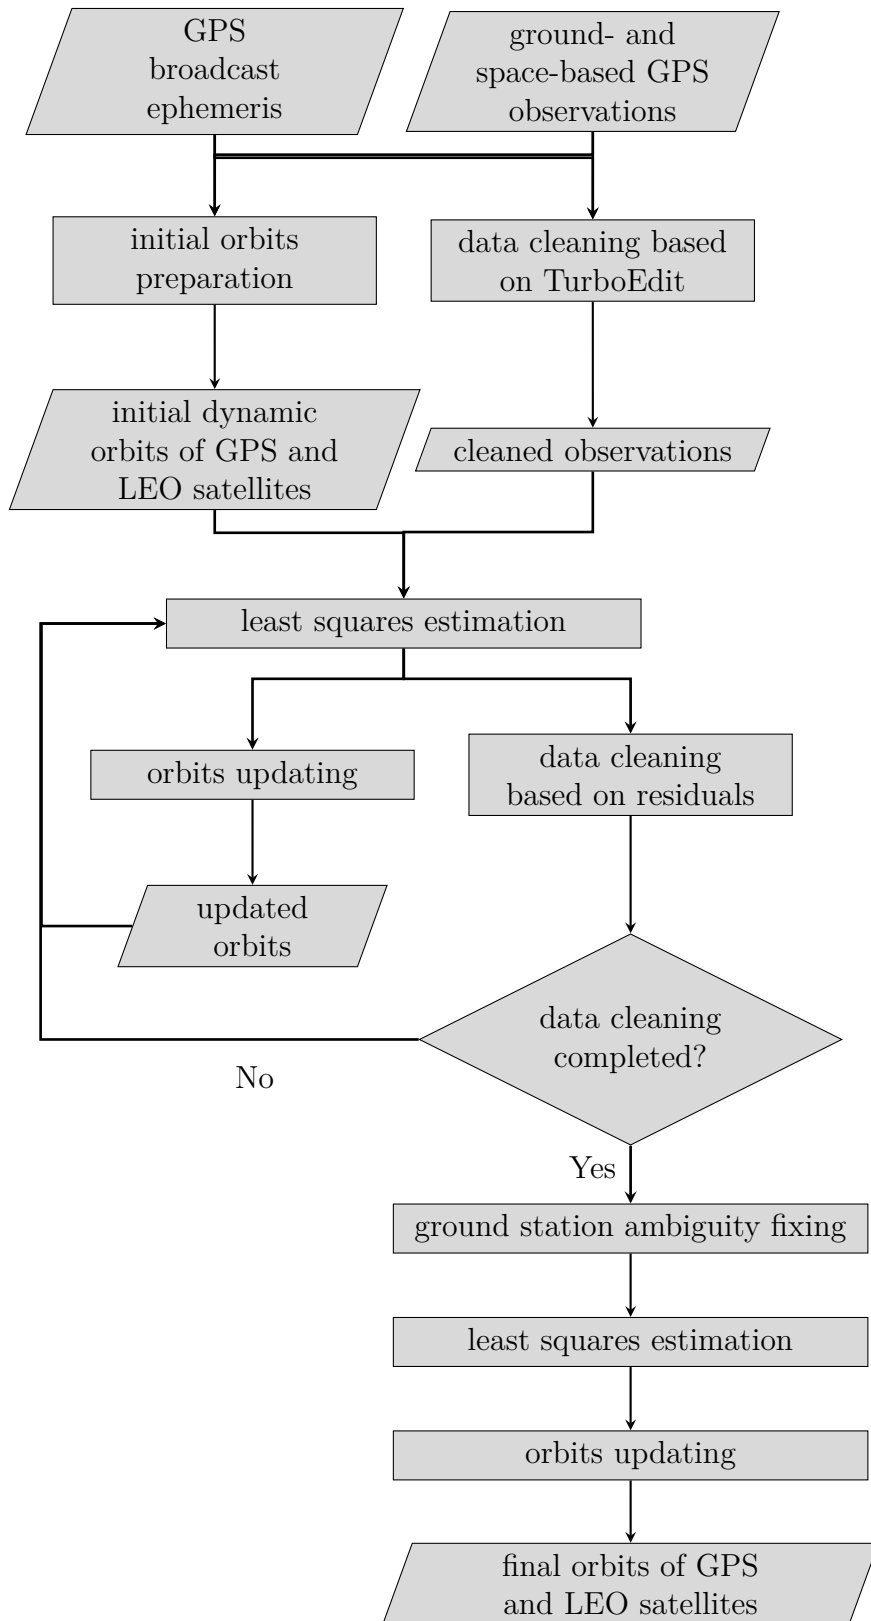 GPS
broadcast
ephemeris
ground- and
space-based GPS
observations
initial orbits
preparation
data cleaning based
on TurboEdit
initial dynamic
orbits of GPS and
LEO satellites
cleaned observations
least squares estimation
orbits updating
data cleaning
based on residuals
updated
orbits
data cleaning
completed?
No
Yes
ground station ambiguity fixing
least squares estimation
orbits updating
final orbits of GPS
and LEO satellites